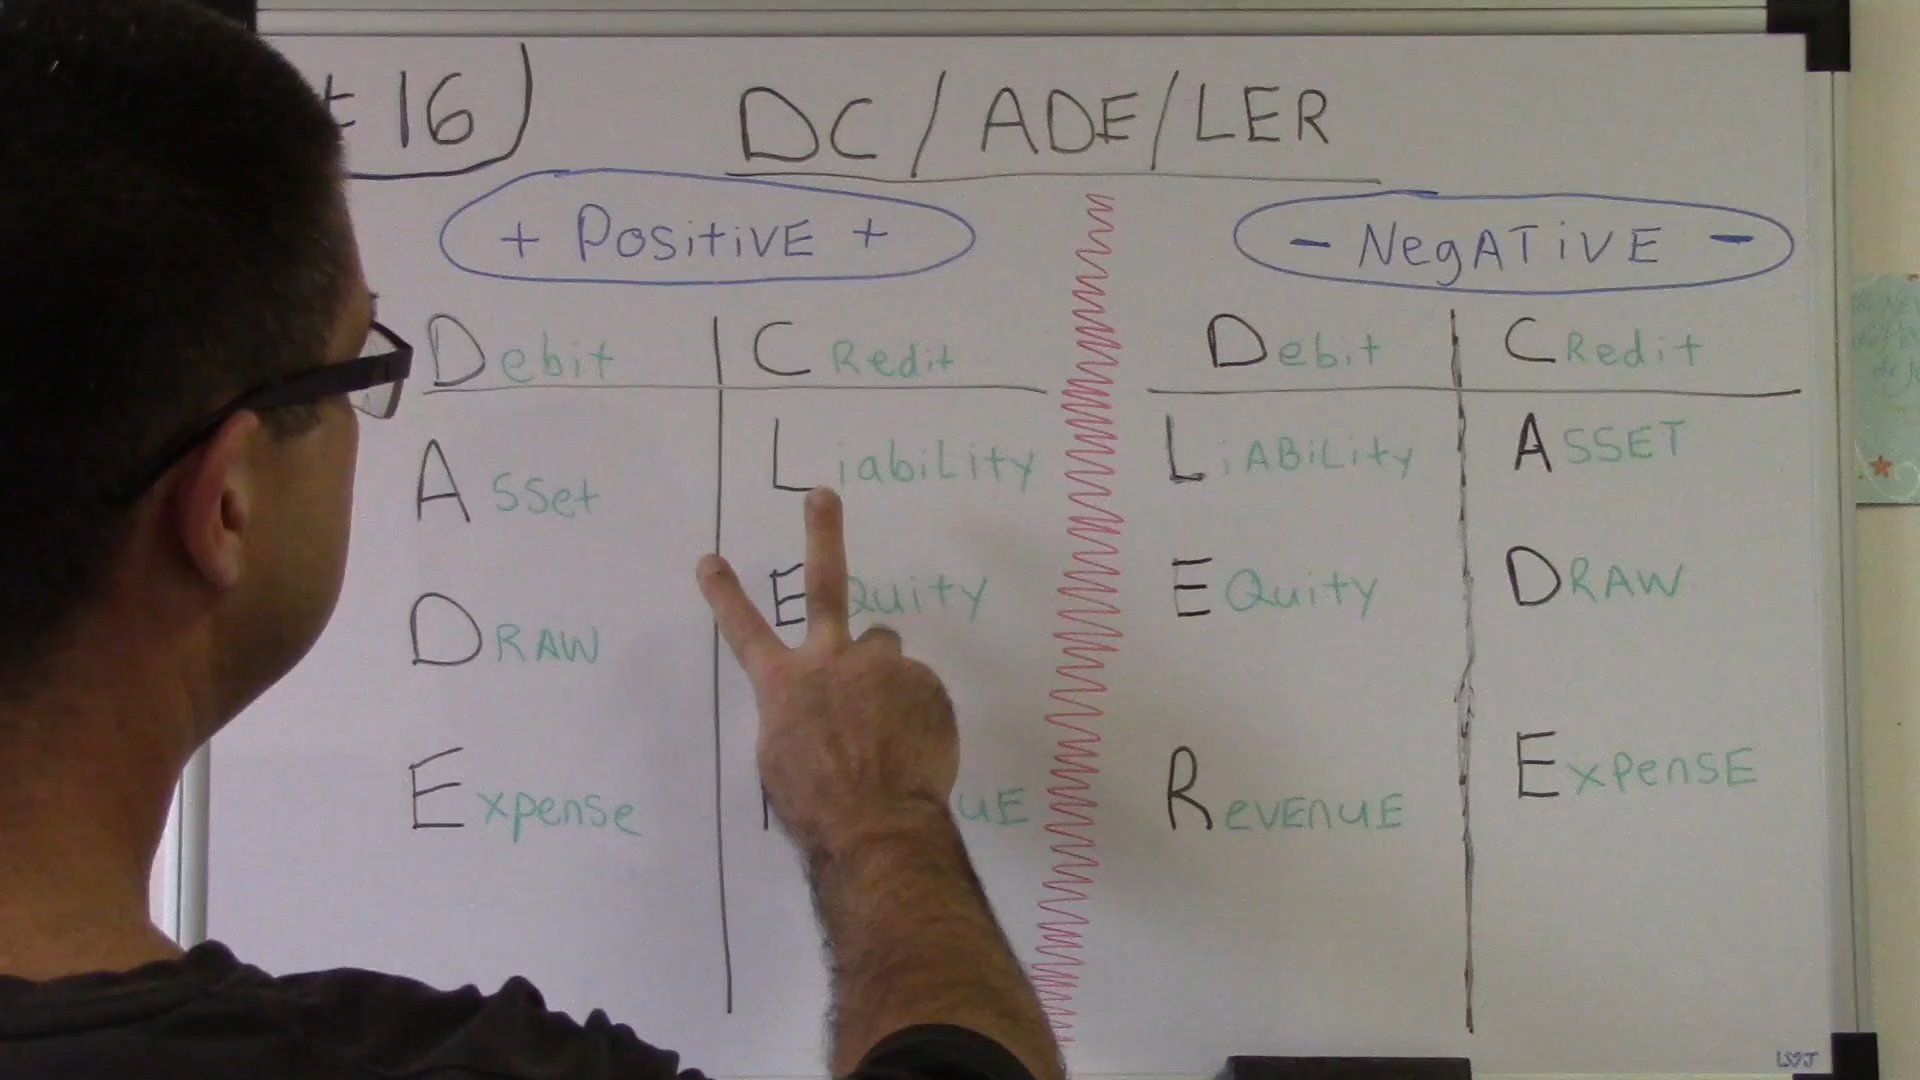 16
DC/ADE/LER
+ POSiTiVE +
- NegATiVE -
Debit
CRedit
Debit
CRedit
ASSet
LiabiLity
LiABiLity
ASSET
DRAW
EQuity
EQuity
DRAW
Expense
REVENUE
ExpensE